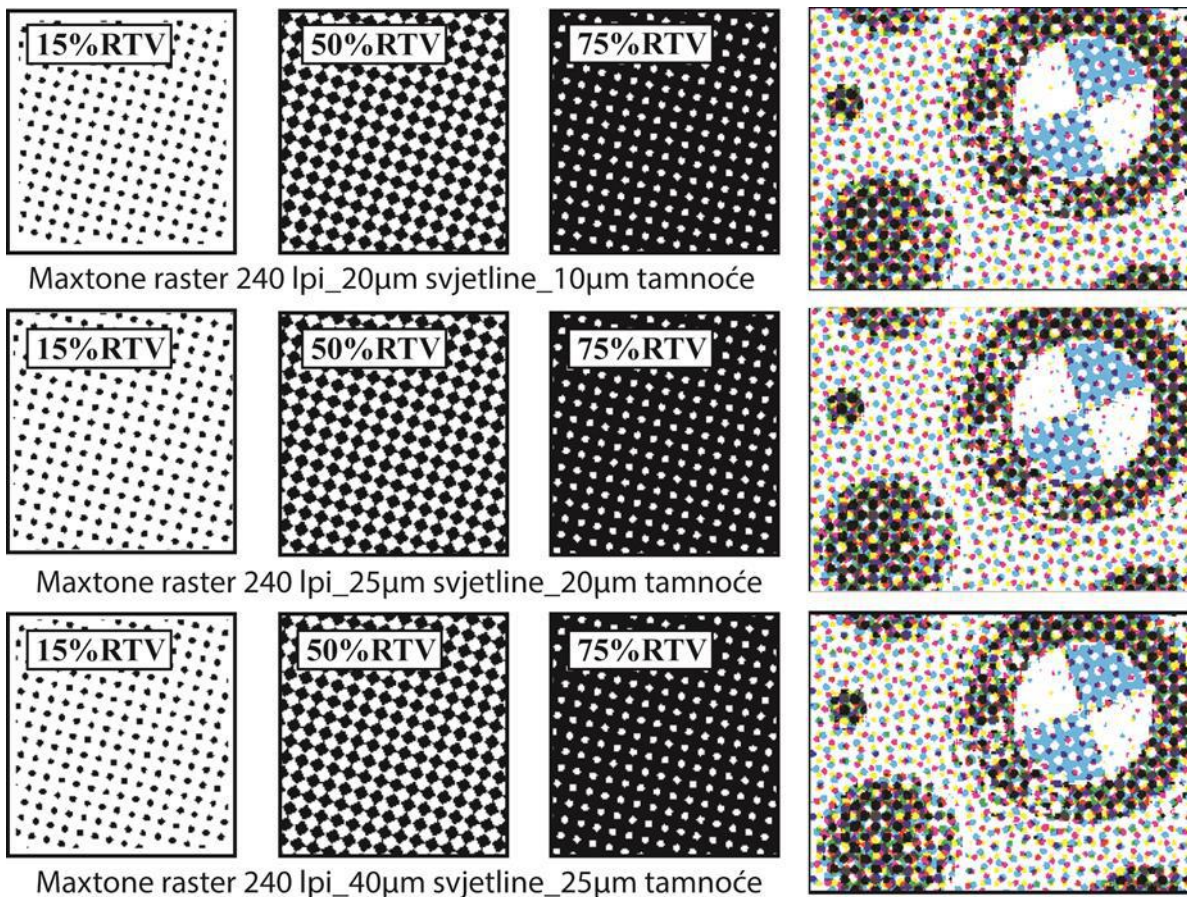 15%RTV
50%RTV
75%RTV
Maxtone raster 240 lpi_20µm svjetline_10µm tamnoće
15%RTV
50%RTV
75%RTV
Maxtone raster 240 lpi_25µm svjetline_20µm tamnoće
15%RTV
50%RTV
75%RTV
Maxtone raster 240 lpi_40µm svjetline_25µm tamnoće